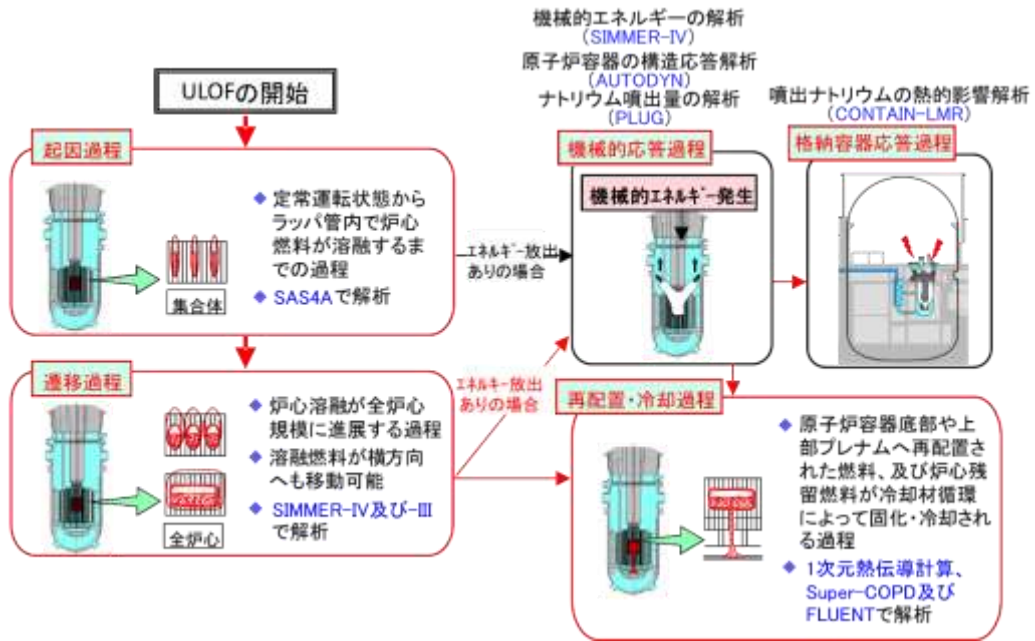 機械的エネルギーの解析
(SIMMER-IV)
原子炉容器の構造応答解析
(AUTODYN)
ナトリウム噴出量の解析
(PLUG)
噴出ナトリウムの熱的影響解析
(CONTAIN-LMR)
ULOFの開始
起因過程
◆ 定常運転状態から
ラッパ管内で炉心
燃料が溶融するま
での過程
◆ SAS4Aで解析
集合体
エネルギー放出
ありの場合
機械的応答過程
機械的エネルギー発生
格納容器応答過程
遷移過程
◆ 炉心溶融が全炉心
規模に進展する過程
◆ 溶融燃料が横方向
へも移動可能
◆ SIMMER-IV及び-III
で解析
全炉心
エネルギー放出
ありの場合
再配置・冷却過程
◆ 原子炉容器底部や上
部プレナムへ再配置さ
れた燃料、及び炉心残
留燃料が冷却材循環
によって固化・冷却され
る過程
◆ 1次元熱伝導計算、
Super-COPD及び
FLUENTで解析